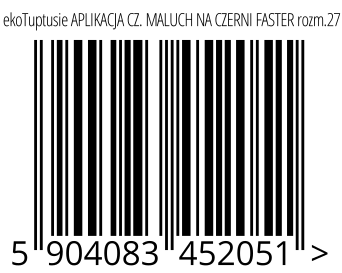 ekoTuptusie APLIKACJA CZ. MALUCH NA CZERNI FASTER rozm.27
5 904083 452051 >